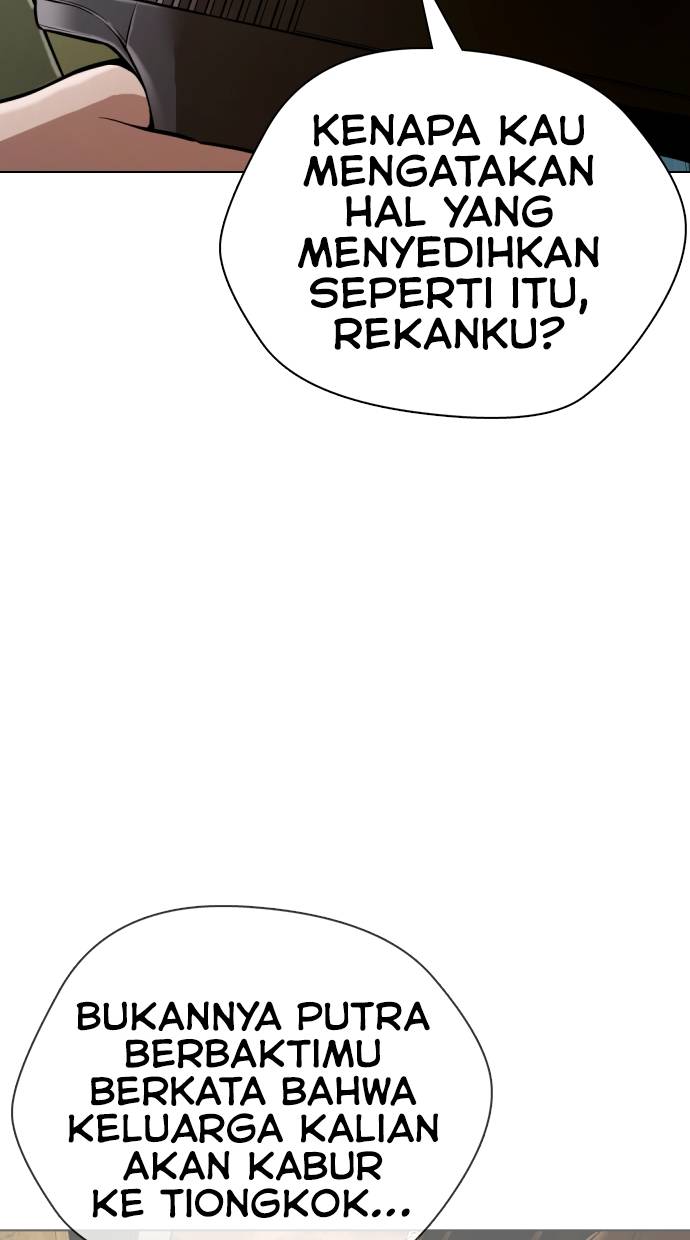 KENAPA KAU
MENGATAKAN
HAL YANG
MENYEDIHKAN
SEPERTI ITU,
REKANKU?
BUKANNYA PUTRA
BERBAKTIMU
BERKATA BAHWA
KELUARGA KALIAN
AKAN KABUR
KE TIONGKOK...